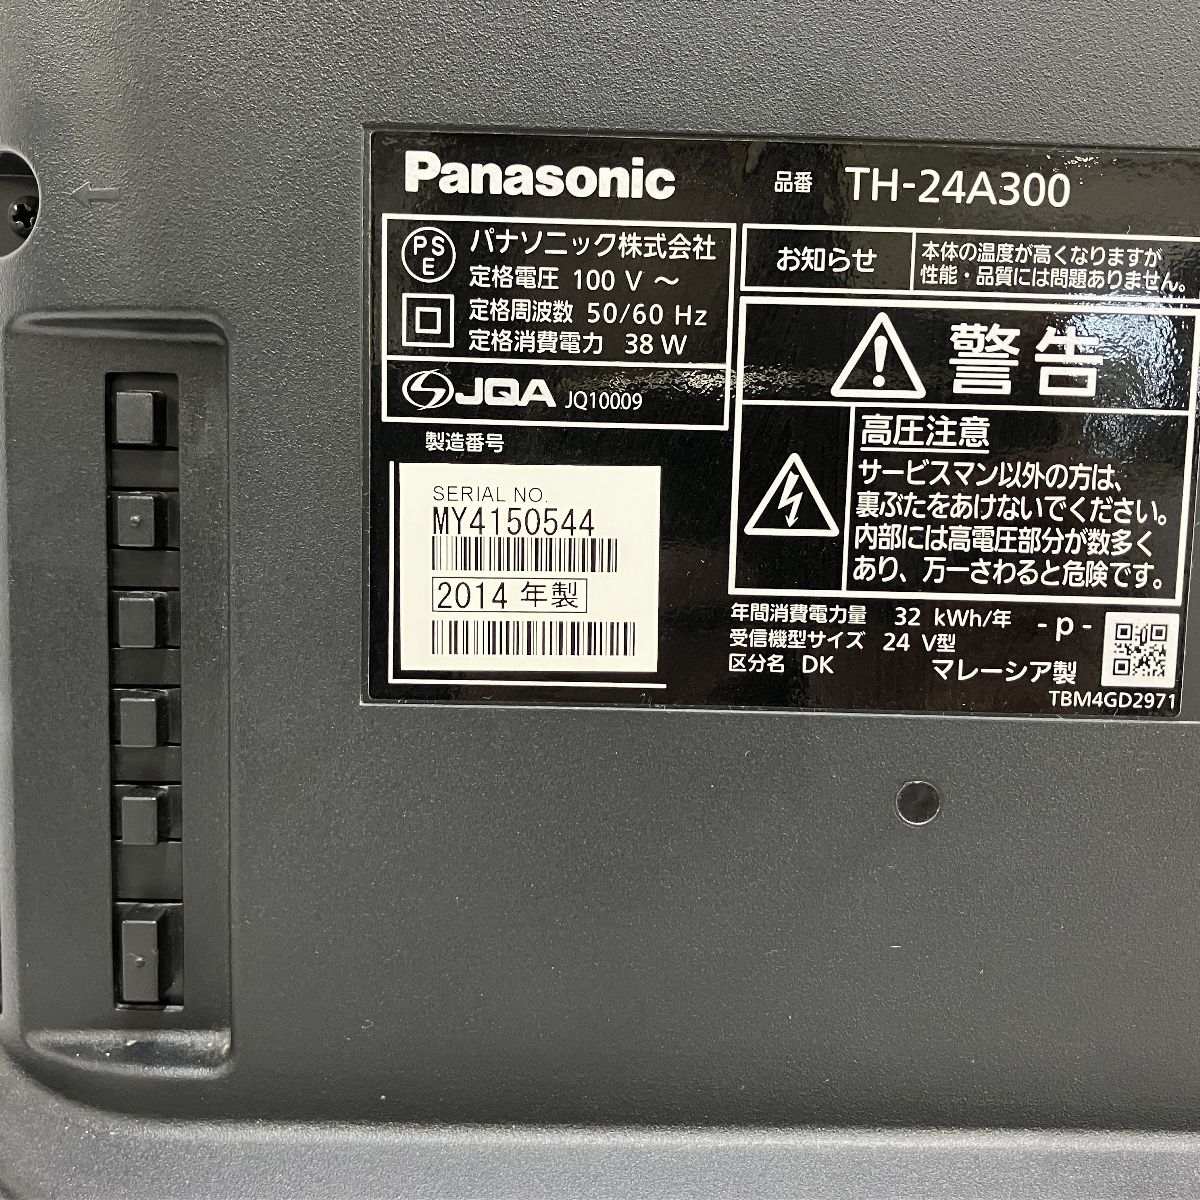 Panasonic
品番 TH-24A300
PS
E
パナソニック株式会社
定格電圧 100 V ～
定格周波数 50/60 Hz
定格消費電力 38 W
JQA JQ10009
製造番号
SERIAL NO.
MY4150544
2014 年製
お知らせ
本体の温度が高くなりますが
性能・品質には問題ありません。
警告
高圧注意
サービスマン以外の方は、
裏ぶたをあけないでください。
内部には高電圧部分が数多く
あり、万一さわると危険です。
年間消費電力量 32 kWh/年 - p -
受信機型サイズ 24 V型
区分名 DK マレーシア製
TBM4GD2971